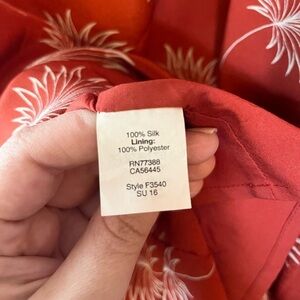 100% Silk
Lining:
100% Polyester
RN77388
CA56445
Style F3540
SU 16